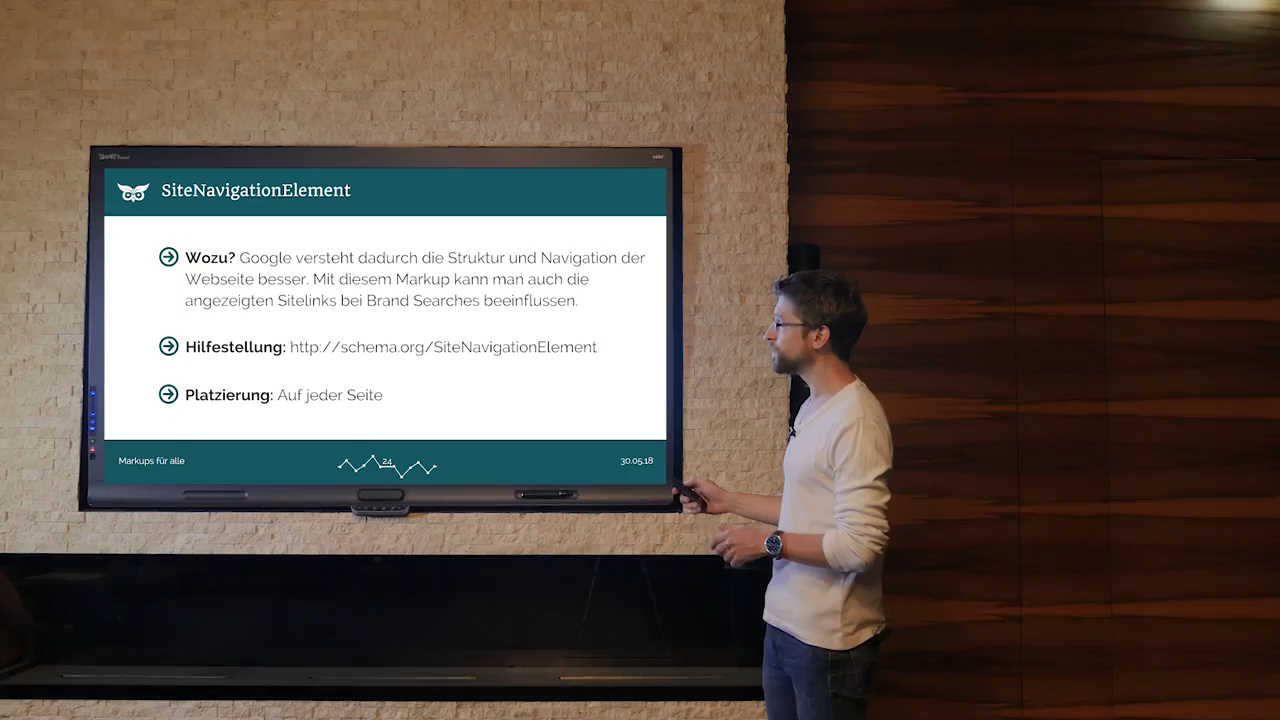 SMART
SiteNavigationElement
Wozu? Google versteht dadurch die Struktur und Navigation der
Webseite besser. Mit diesem Markup kann man auch die
angezeigten Sitelinks bei Brand Searches beeinflussen.
Hilfestellung: http://schema.org/SiteNavigationElement
Platzierung: Auf jeder Seite
Markups für alle
24
30.05.18